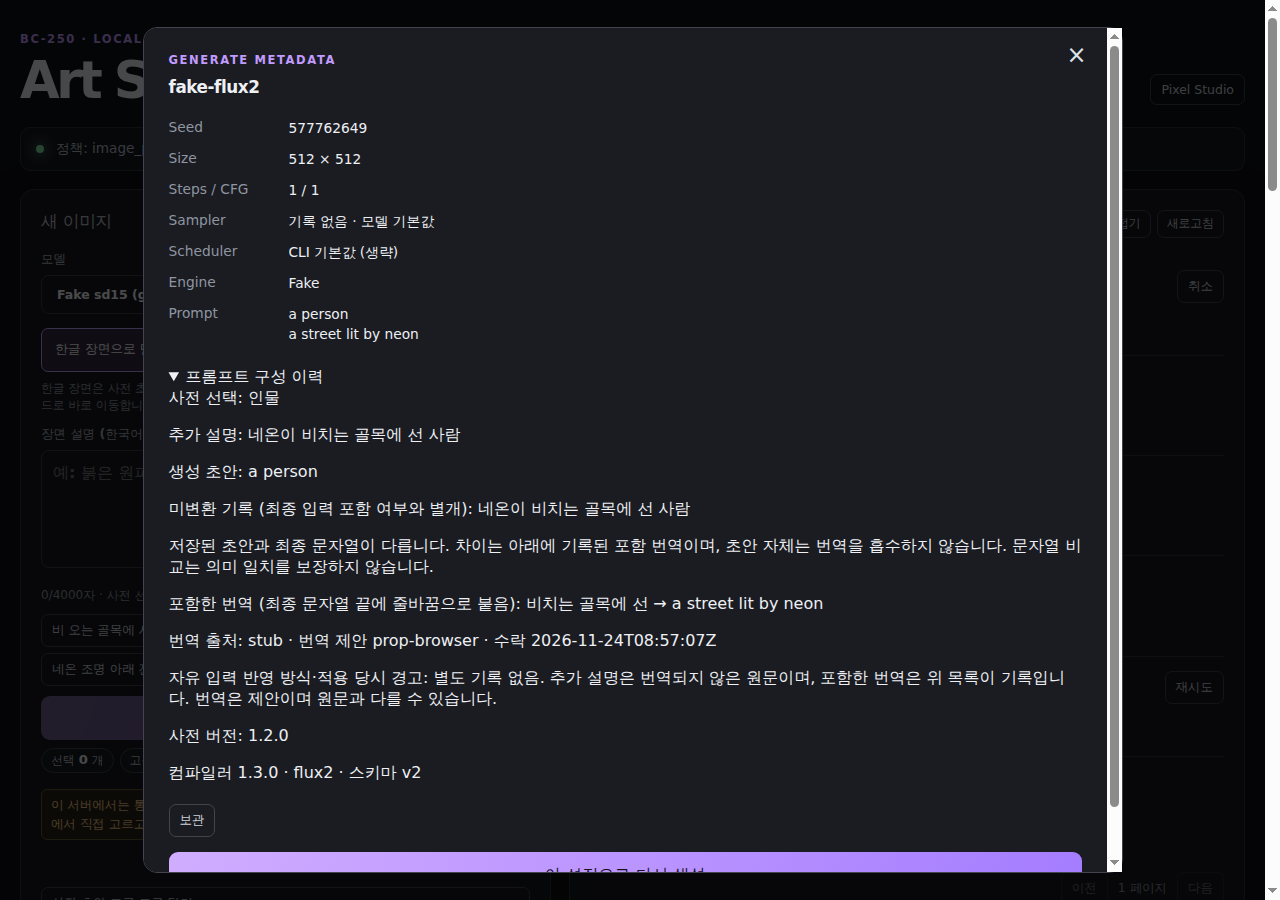 BC-250 · LOCAL
Art S
Pixel Studio
정책: image_
새 이미지
새로고침
모델
Fake sd15 (g
취소
한글 장면으로
한글 장면은 사전
드로 바로 이동합니
장면 설명 (한국어
예: 붉은
0/4000자 · 사전
비 오는 골목에
네온 조명 아래
재시도
선택 0 개
이 서버에서는
에서 직접 고르고
이전
1 페이지
다음
GENERATE METADATA
×
fake-flux2
Seed 577762649
Size 512 × 512
Steps / CFG 1 / 1
Sampler 기록 없음 · 모델 기본값
Scheduler CLI 기본값 (생략)
Engine Fake
Prompt a person
a street lit by neon
▼ 프롬프트 구성 이력
사전 선택: 인물
추가 설명: 네온이 비치는 골목에 선 사람
생성 초안: a person
미변환 기록 (최종 입력 포함 여부와 별개): 네온이 비치는 골목에 선 사람
저장된 초안과 최종 문자열이 다릅니다. 차이는 아래에 기록된 포함 번역이며, 초안 자체는 번역을 흡수하지 않습니다. 문자열 비
교는 의미 일치를 보장하지 않습니다.
포함한 번역 (최종 문자열 끝에 줄바꿈으로 붙음): 비치는 골목에 선 → a street lit by neon
번역 출처: stub · 번역 제안 prop-browser · 수락 2026-11-24T08:57:07Z
자유 입력 반영 방식·적용 당시 경고: 별도 기록 없음. 추가 설명은 번역되지 않은 원문이며, 포함한 번역은 위 목록이 기록입니
다. 번역은 제안이며 원문과 다를 수 있습니다.
사전 버전: 1.2.0
컴파일러 1.3.0 · flux2 · 스키마 v2
보관